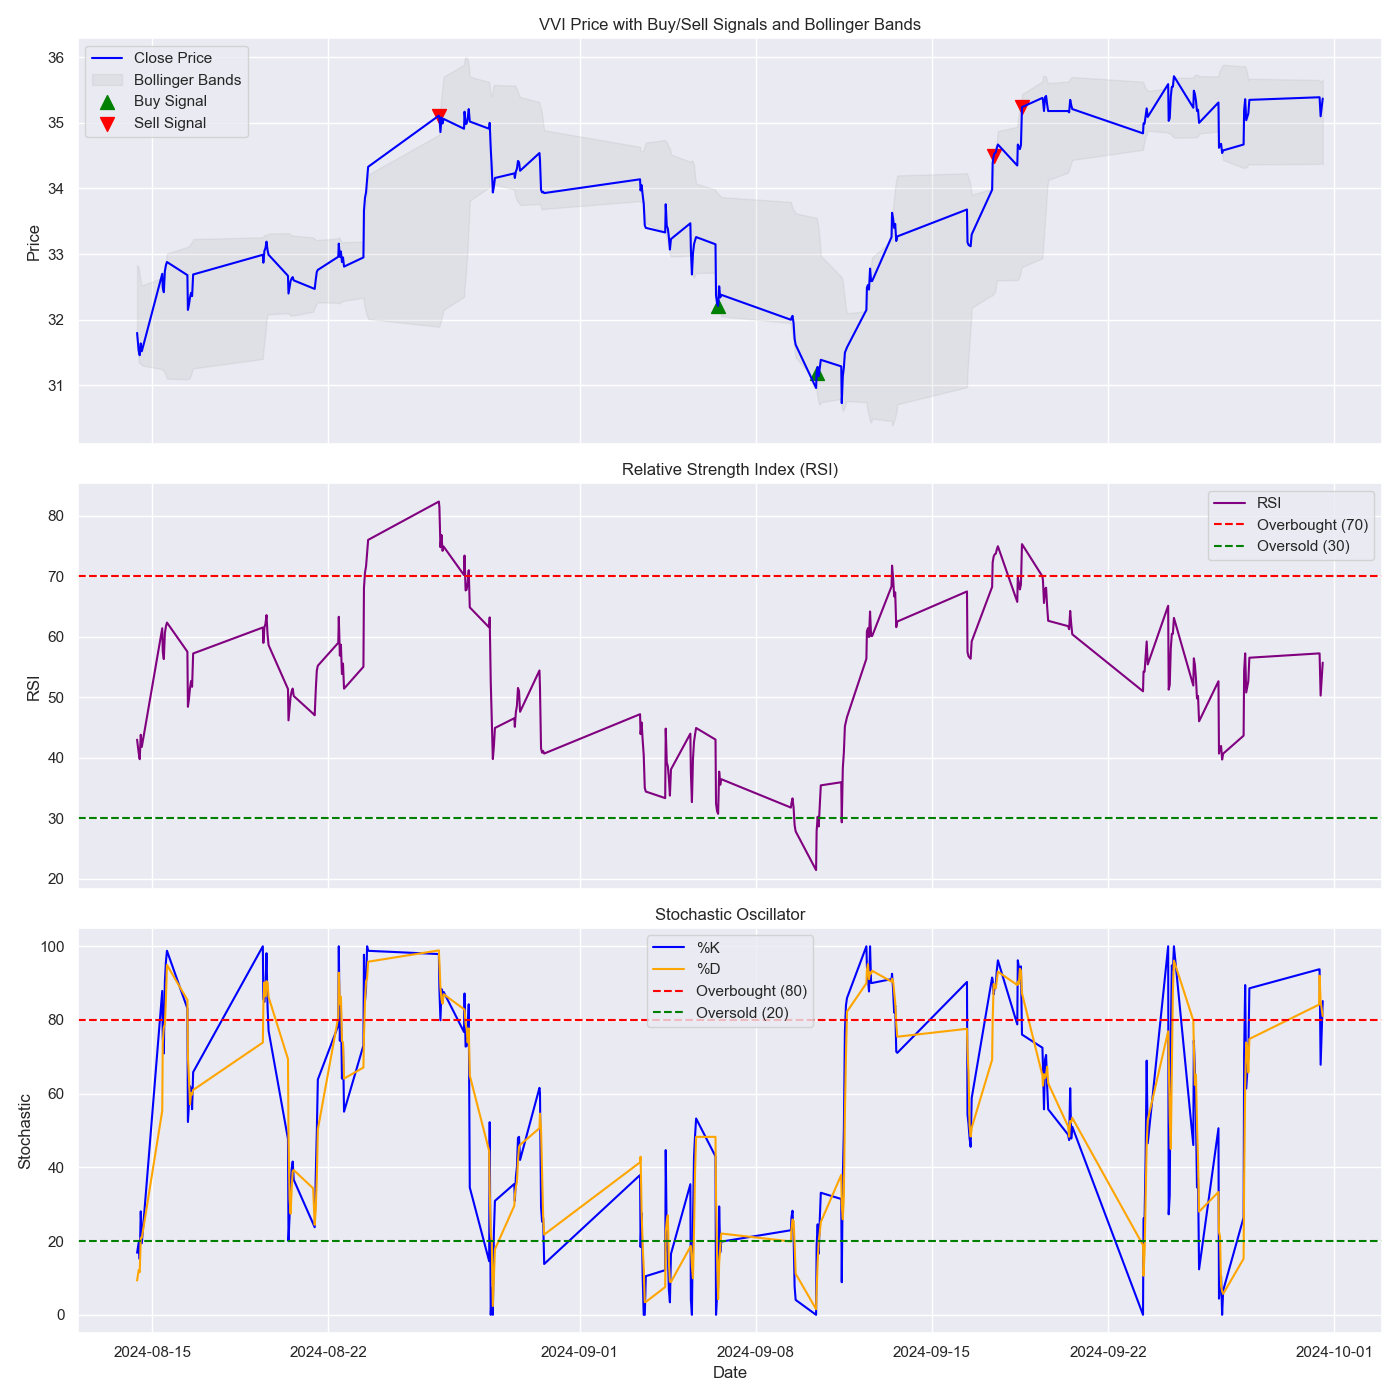 VVI Price with Buy/Sell Signals and Bollinger Bands
Close Price
Bollinger Bands
Buy Signal
Sell Signal
Price
36
35
34
33
32
31
Relative Strength Index (RSI)
RSI
Overbought (70)
Oversold (30)
RSI
80
70
60
50
40
30
20
Stochastic Oscillator
%K
%D
Overbought (80)
Oversold (20)
Stochastic
100
80
60
40
20
0
2024-08-15
2024-08-22
2024-09-01
2024-09-08
2024-09-15
2024-09-22
2024-10-01
Date